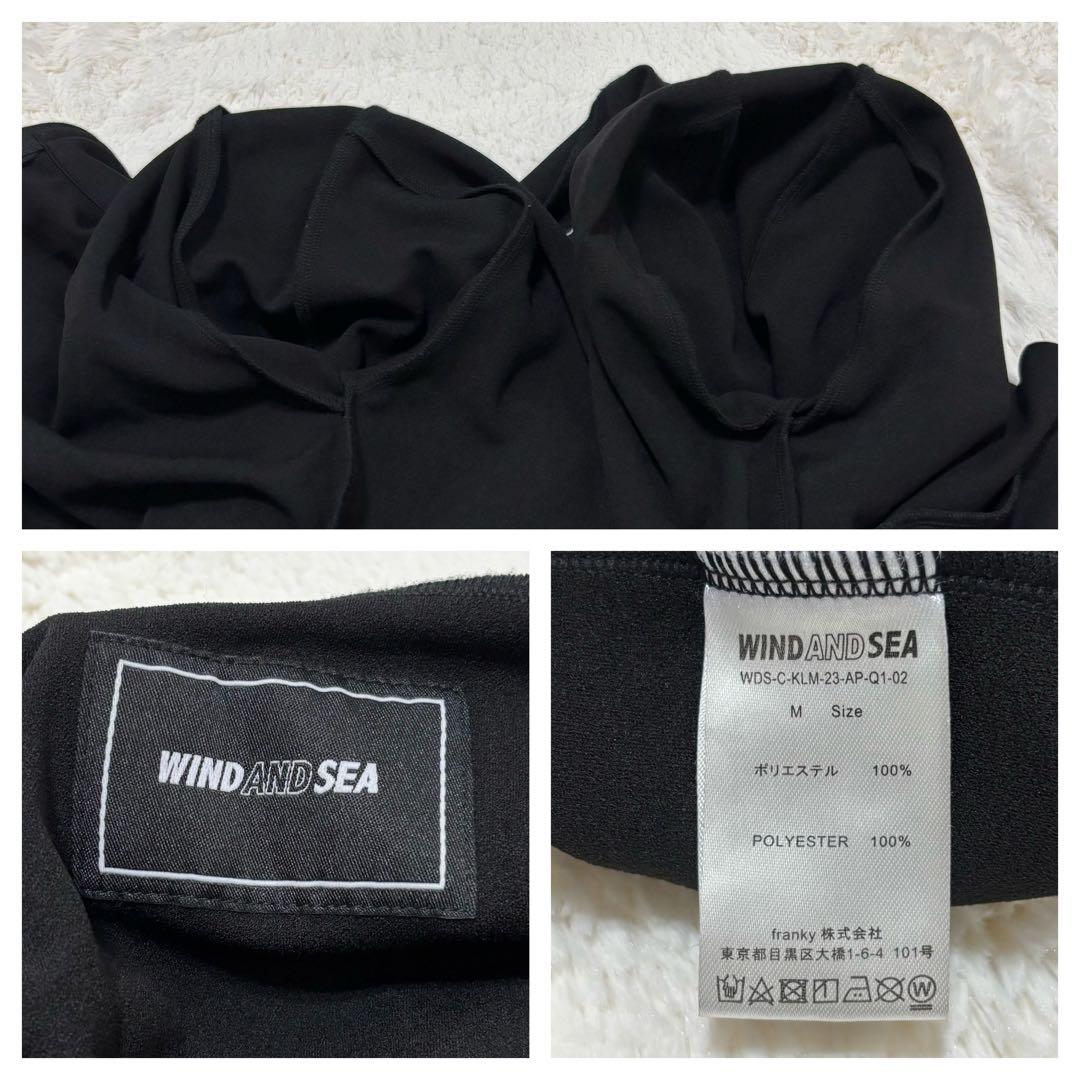 WIND AND SEA
WIND AND SEA
WDS-C-KLM-23-AP-Q1-02
M Size
ポリエステル 100%
POLYESTER 100%
franky 株式会社
東京都目黒区大橋1-6-4 101号